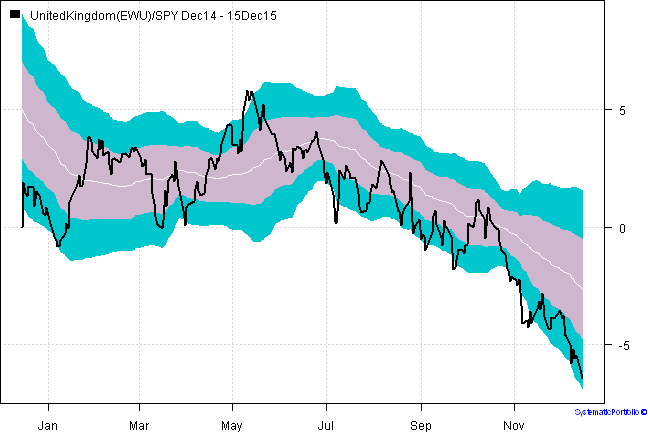 UnitedKingdom(EWU)/SPY Dec14 - 15Dec15
5
0
-5
Jan Mar May Jul Sep Nov
SystematicPortfolio ©